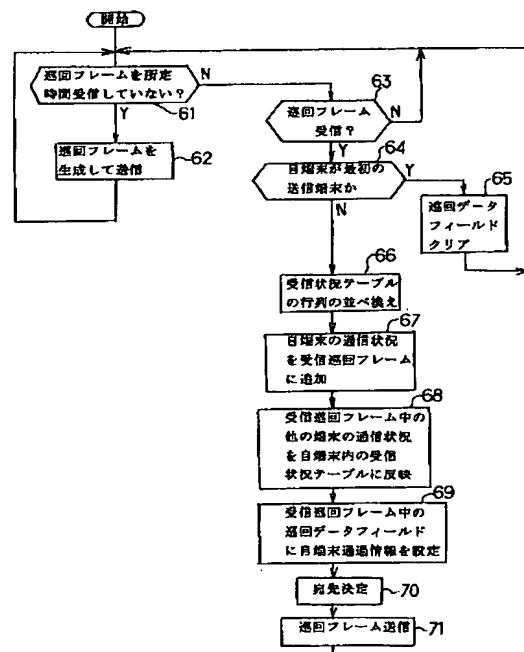 開始
巡回フレームを所定
時間受信していない?
N
61
Y
巡回フレームを
生成して送信
62
63
巡回フレーム
受信?
N
Y
64
自端末が最初の
送信端末か
Y
N
65
巡回データ
フィールド
クリア
66
受信状況テーブル
の行列の並べ換え
67
自端末の通信状況
を受信巡回フレーム
に追加
68
受信巡回フレーム中の
他の端末の通信状況
を自端末内の受信
状況テーブルに反映
69
受信巡回フレーム中の
巡回データフィールド
に自端末通過情報を設定
宛先決定
70
巡回フレーム送信
71